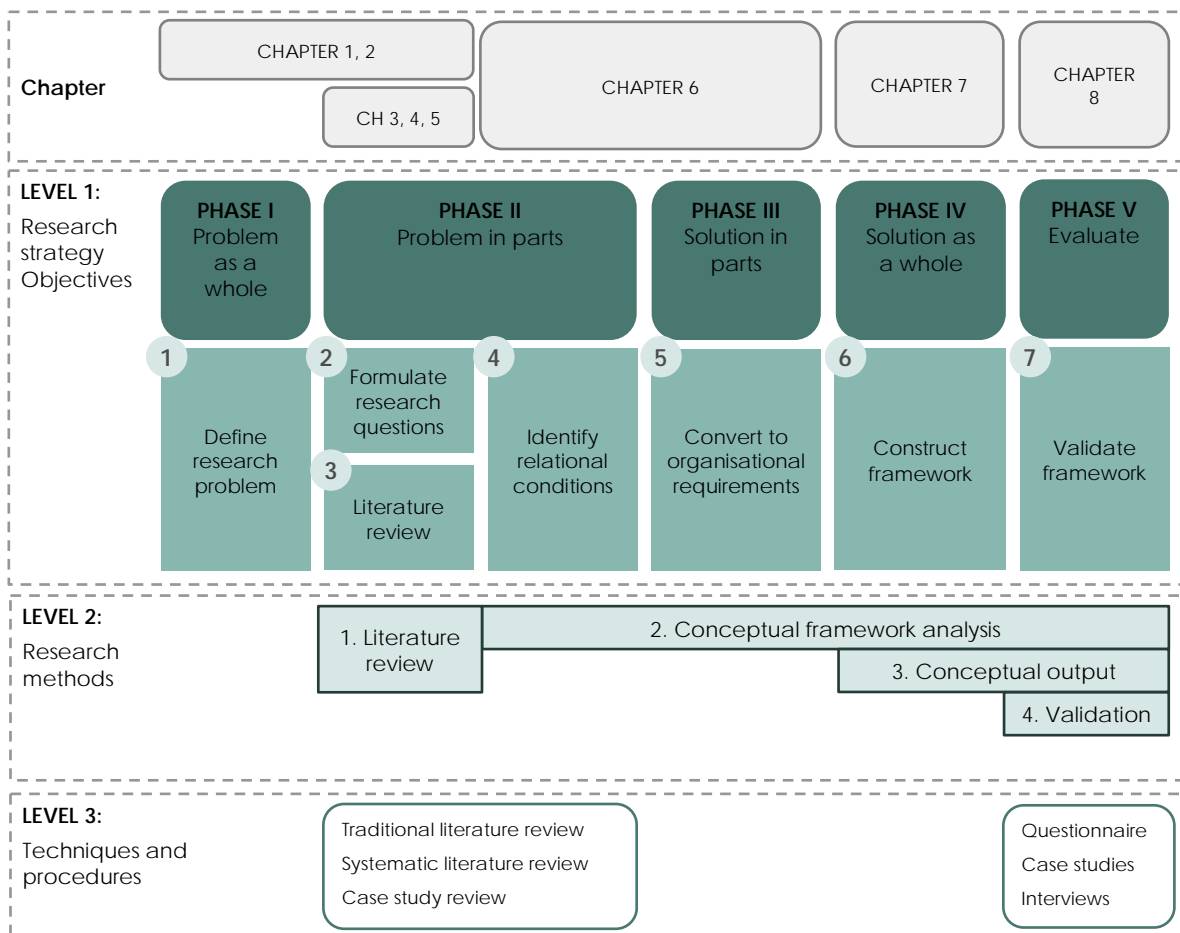 Chapter
CHAPTER 1, 2
CH 3, 4, 5
CHAPTER 6
CHAPTER 7
CHAPTER
8
LEVEL 1:
Research
strategy
Objectives
PHASE I
Problem
as a
whole
PHASE II
Problem in parts
PHASE III
Solution in
parts
PHASE IV
Solution as
a whole
PHASE V
Evaluate
1
Define
research
problem
2
Formulate
research
questions
3
Literature
review
4
Identify
relational
conditions
5
Convert to
organisational
requirements
6
Construct
framework
7
Validate
framework
LEVEL 2:
Research
methods
1. Literature
review
2. Conceptual framework analysis
3. Conceptual output
4. Validation
LEVEL 3:
Techniques and
procedures
Traditional literature review
Systematic literature review
Case study review
Questionnaire
Case studies
Interviews